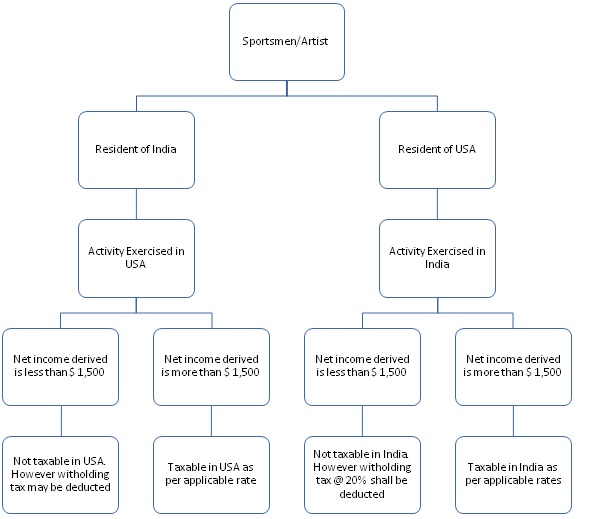 Sportsmen/Artist
Resident of India
Resident of USA
Activity Exercised in
USA
Activity Exercised in
India
Net income derived
is less than $ 1,500
Net income derived
is more than $ 1,500
Net income derived
is less than $ 1,500
Net income derived
is more than $ 1,500
Not taxable in USA.
However witholding
tax may be deducted
Taxable in USA as
per applicable rate
Not taxable in India.
However witholding
tax @ 20% shall be
deducted
Taxable in India as
per applicable rates